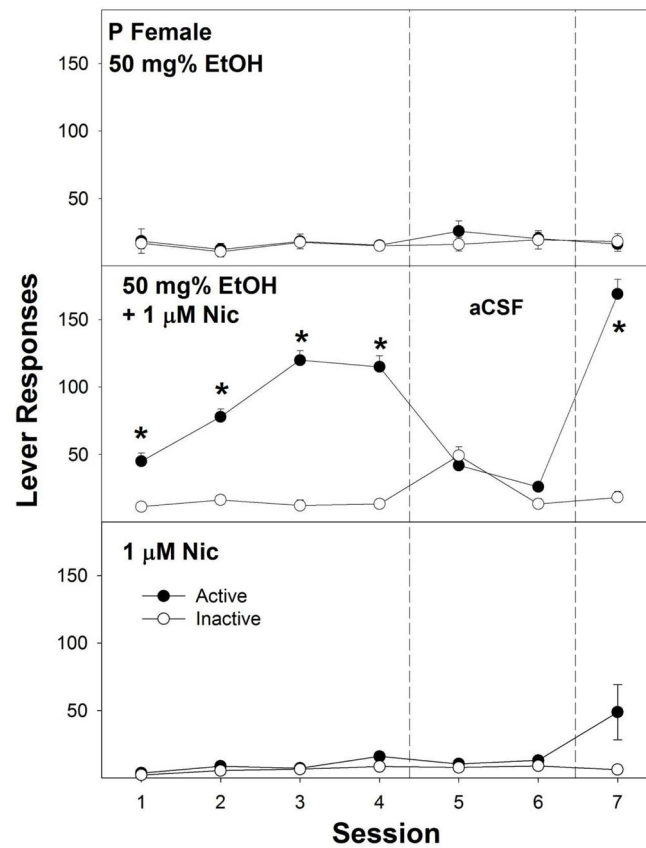 P Female
50 mg% EtOH
150
100
50
50 mg% EtOH
+ 1 μM Nic
aCSF
150
100
50
*
*
*
*
*
1 μM Nic
Active
Inactive
150
100
50
1 2 3 4 5 6 7
Session
Lever Responses